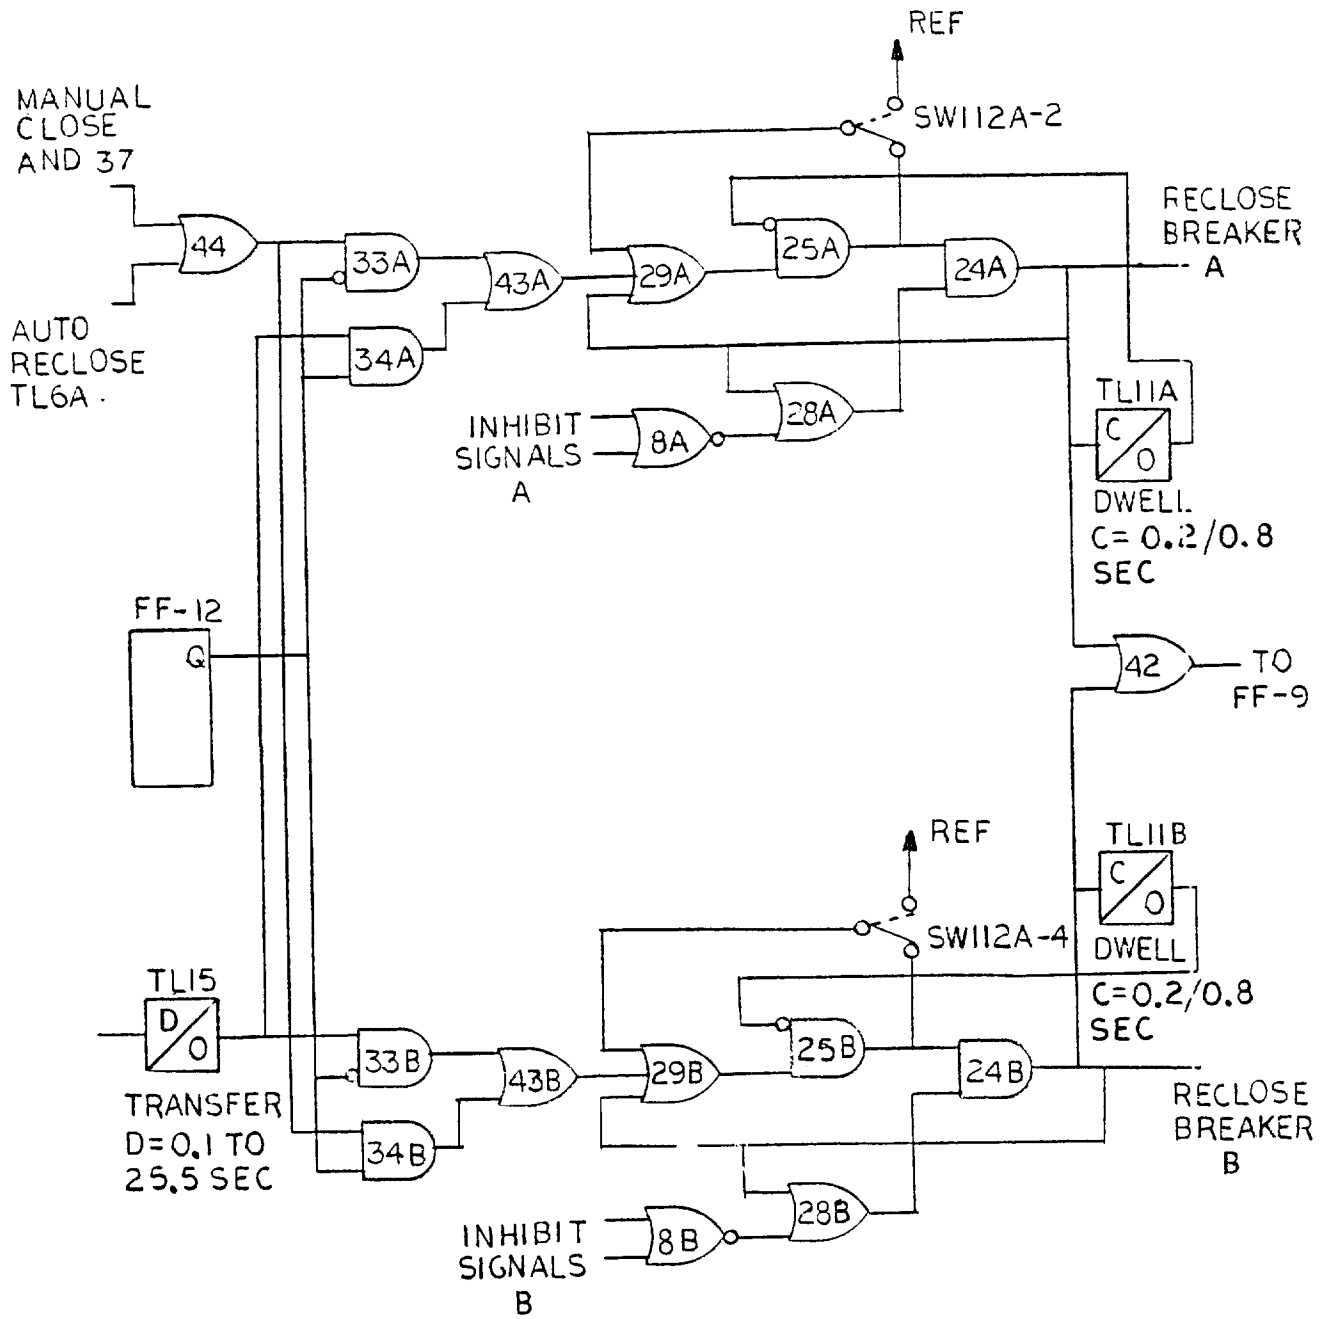 REF
MANUAL
CLOSE
AND 37
SW112A-2
44
33A
43A
29A
25A
24A
RECLOSE
BREAKER
A
AUTO
RECLOSE
TL6A
34A
28A
INHIBIT
SIGNALS
A
8A
TL11A
C
O
DWELL
C=0.2/0.8
SEC
FF-12
Q
42
TO
FF-9
REF
TL11B
C
O
SW112A-4
DWELL
C=0.2/0.8
SEC
TL15
D
O
33B
43B
29B
25B
24B
TRANSFER
D=0.1 TO
25.5 SEC
34B
28B
RECLOSE
BREAKER
B
INHIBIT
SIGNALS
B
8B